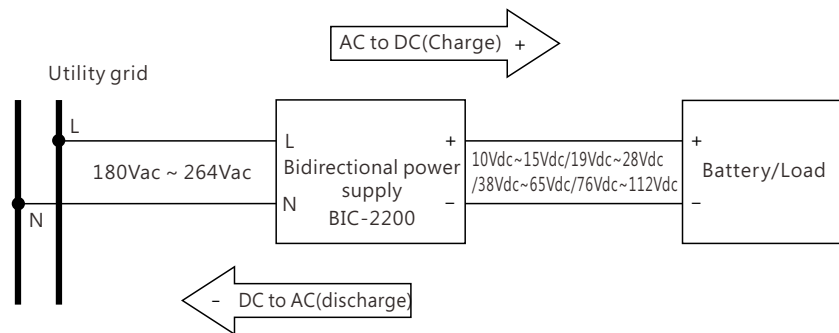 AC to DC(Charge) +
Utility grid
L
180Vac ~ 264Vac
N
L
N
Bidirectional power
supply
BIC-2200
+
−
10Vdc~15Vdc/19Vdc~28Vdc
/38Vdc~65Vdc/76Vdc~112Vdc
+
−
Battery/Load
− DC to AC(discharge)